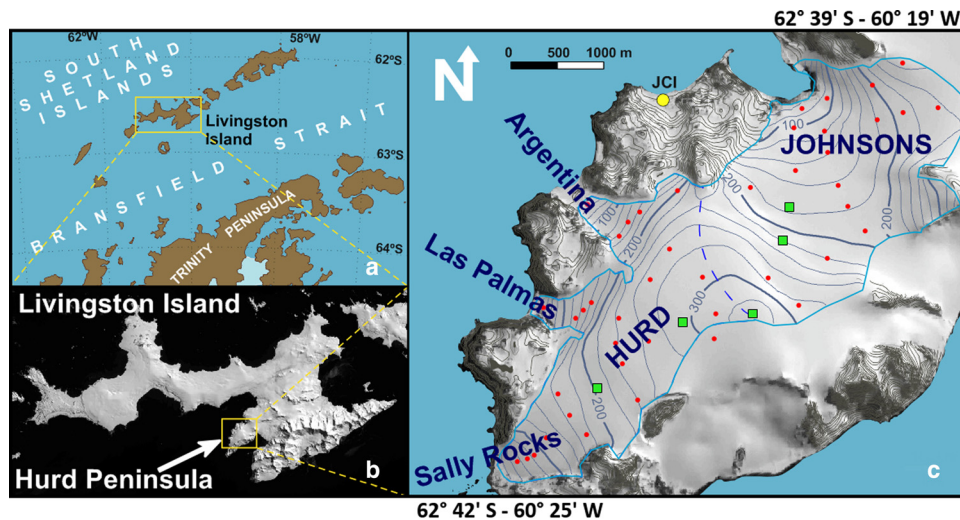 62° 39' S - 60° 19' W
62°W
58°W
SOUTH
SHETLAND
ISLANDS
62°S
Livingston
Island
BRANSFIELD STRAIT
63°S
TRINITY PENINSULA
64°S
a
Livingston Island
Hurd Peninsula
b
N
0 500 1000 m
JCI
Argentina
100
JOHNSONS
200
100
200
200
Las Palmas
300
HURD
200
Sally Rocks
c
62° 42' S - 60° 25' W